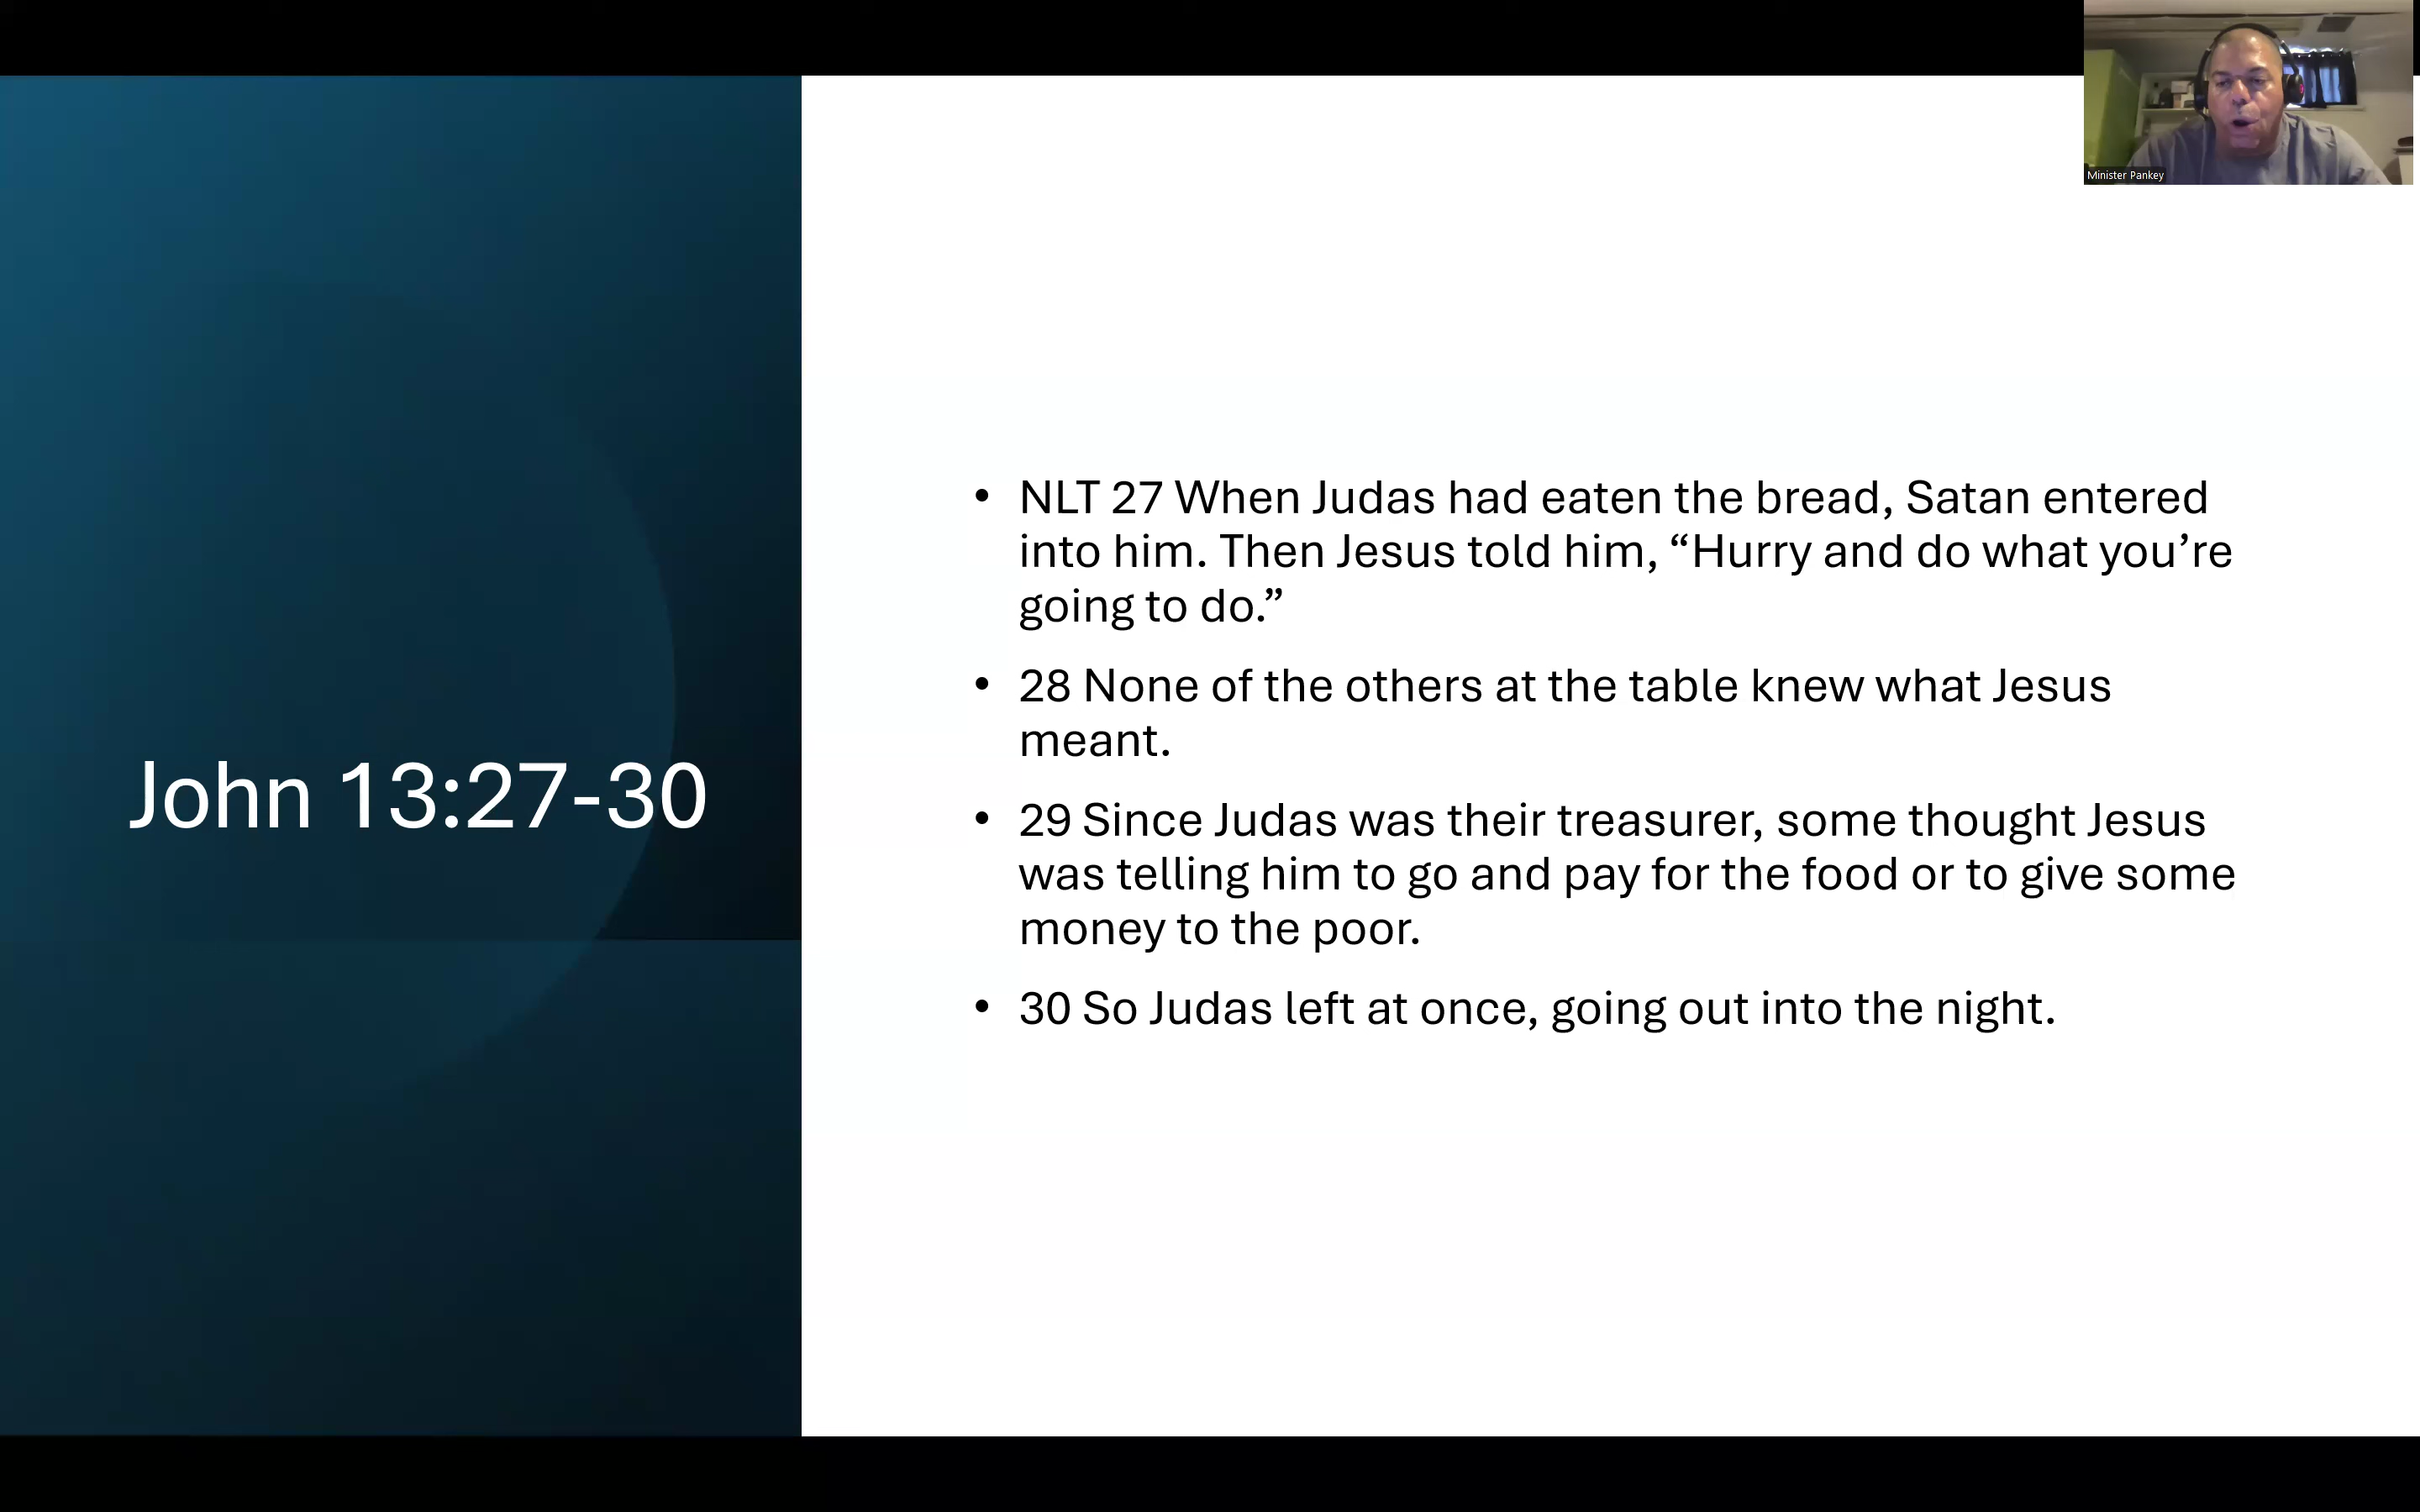 Minister Pankey
John 13:27-30
• NLT 27 When Judas had eaten the bread, Satan entered
into him. Then Jesus told him, “Hurry and do what you’re
going to do.”
• 28 None of the others at the table knew what Jesus
meant.
• 29 Since Judas was their treasurer, some thought Jesus
was telling him to go and pay for the food or to give some
money to the poor.
• 30 So Judas left at once, going out into the night.